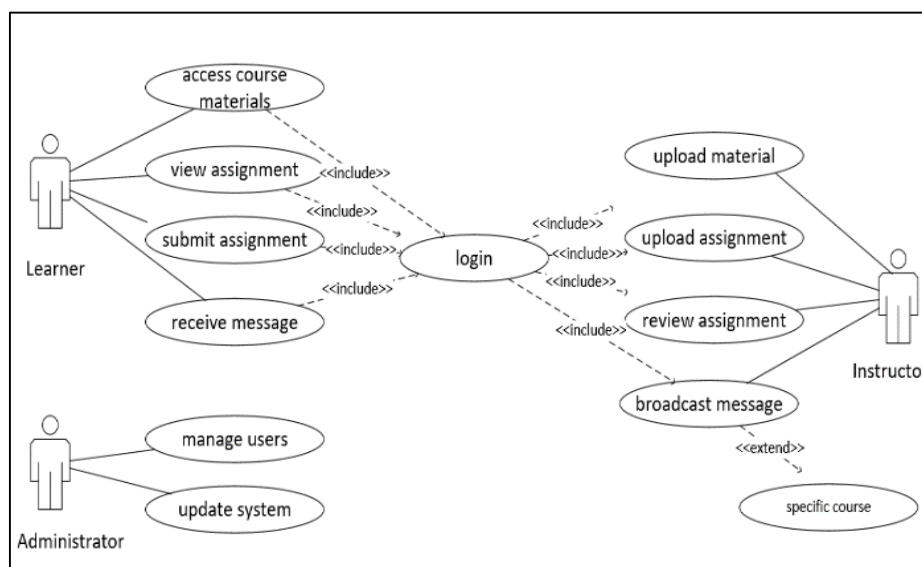 access course
materials
<<include>>
view assignment
<<include>>
submit assignment
<<include>>
Learner
receive message
<<include>>
login
<<include>>
upload material
<<include>>
upload assignment
<<include>>
review assignment
<<include>>
Instructo
broadcast message
<<extend>>
specific course
manage users
update system
Administrator